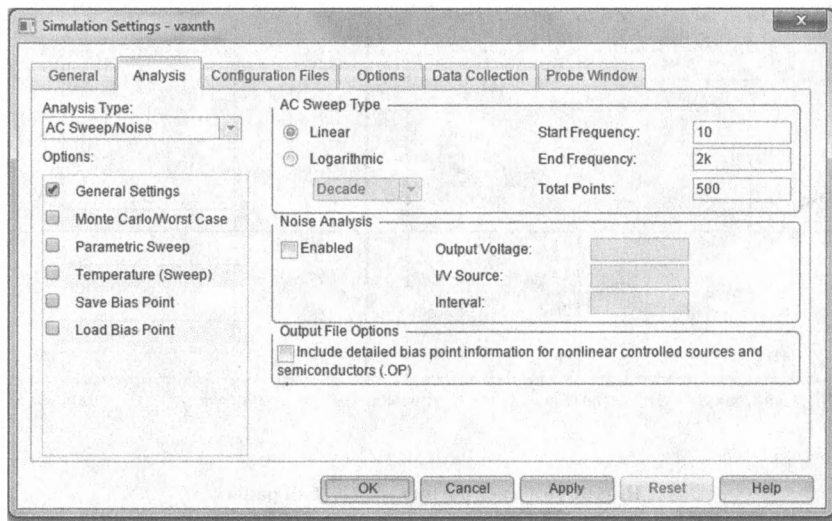 Simulation Settings - vaxnth
X
General Analysis Configuration Files Options Data Collection Probe Window
Analysis Type:
AC Sweep/Noise
Options:
General Settings
Monte Carlo/Worst Case
Parametric Sweep
Temperature (Sweep)
Save Bias Point
Load Bias Point
AC Sweep Type
Linear
Logarithmic
Decade
Start Frequency: 10
End Frequency: 2k
Total Points: 500
Noise Analysis
Enabled
Output Voltage:
I/V Source:
Interval:
Output File Options
Include detailed bias point information for nonlinear controlled sources and
semiconductors (.OP)
OK Cancel Apply Reset Help